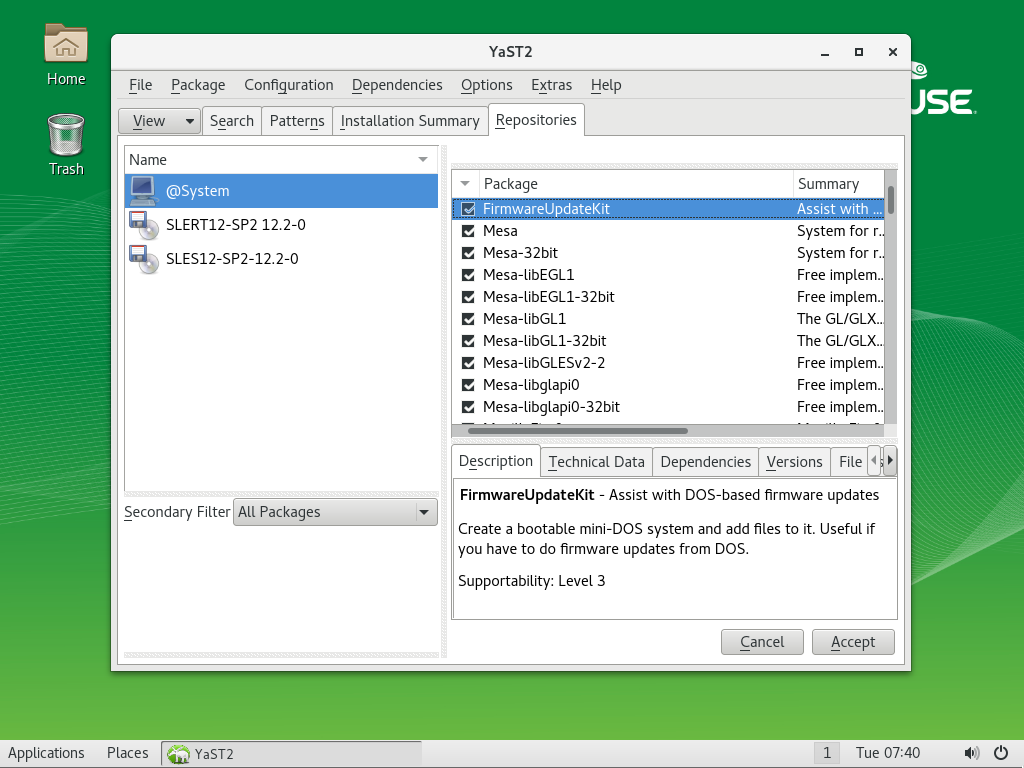 Home
Trash
USE
YaST2
File Package Configuration Dependencies Options Extras Help
View Search Patterns Installation Summary Repositories
Name
@System
SLERT12-SP2 12.2-0
SLES12-SP2-12.2-0
Secondary Filter All Packages
Package Summary
FirmwareUpdateKit Assist with ...
Mesa System for r..
Mesa-32bit System for r..
Mesa-libEGL1 Free implem..
Mesa-libEGL1-32bit Free implem..
Mesa-libGL1 The GL/GLX...
Mesa-libGL1-32bit The GL/GLX...
Mesa-libGLESv2-2 Free implem..
Mesa-libglapi0 Free implem..
Mesa-libglapi0-32bit Free implem..
Description Technical Data Dependencies Versions File
FirmwareUpdateKit - Assist with DOS-based firmware updates
Create a bootable mini-DOS system and add files to it. Useful if
you have to do firmware updates from DOS.
Supportability: Level 3
Cancel Accept
Applications Places YaST2 1 Tue 07:40